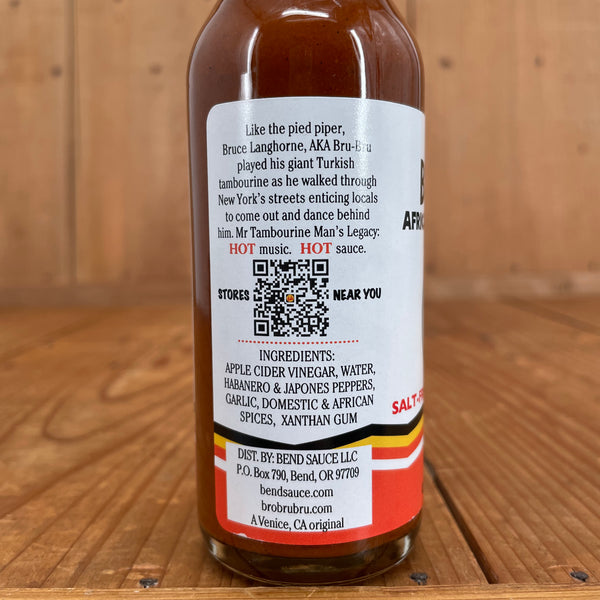 Like the pied piper,
Bruce Langhorne, AKA Bru-Bru
played his giant Turkish
tambourine as he walked through
New York's streets enticing locals
to come out and dance behind
him. Mr Tambourine Man's Legacy:
HOT music. HOT sauce.
STORES NEAR YOU
INGREDIENTS:
APPLE CIDER VINEGAR, WATER,
HABANERO & JAPONES PEPPERS,
GARLIC, DOMESTIC & AFRICAN
SPICES, XANTHAN GUM
DIST. BY: BEND SAUCE LLC
P.O. Box 790, Bend, OR 97709
bendsauce.com
brobrubru.com
A Venice, CA original